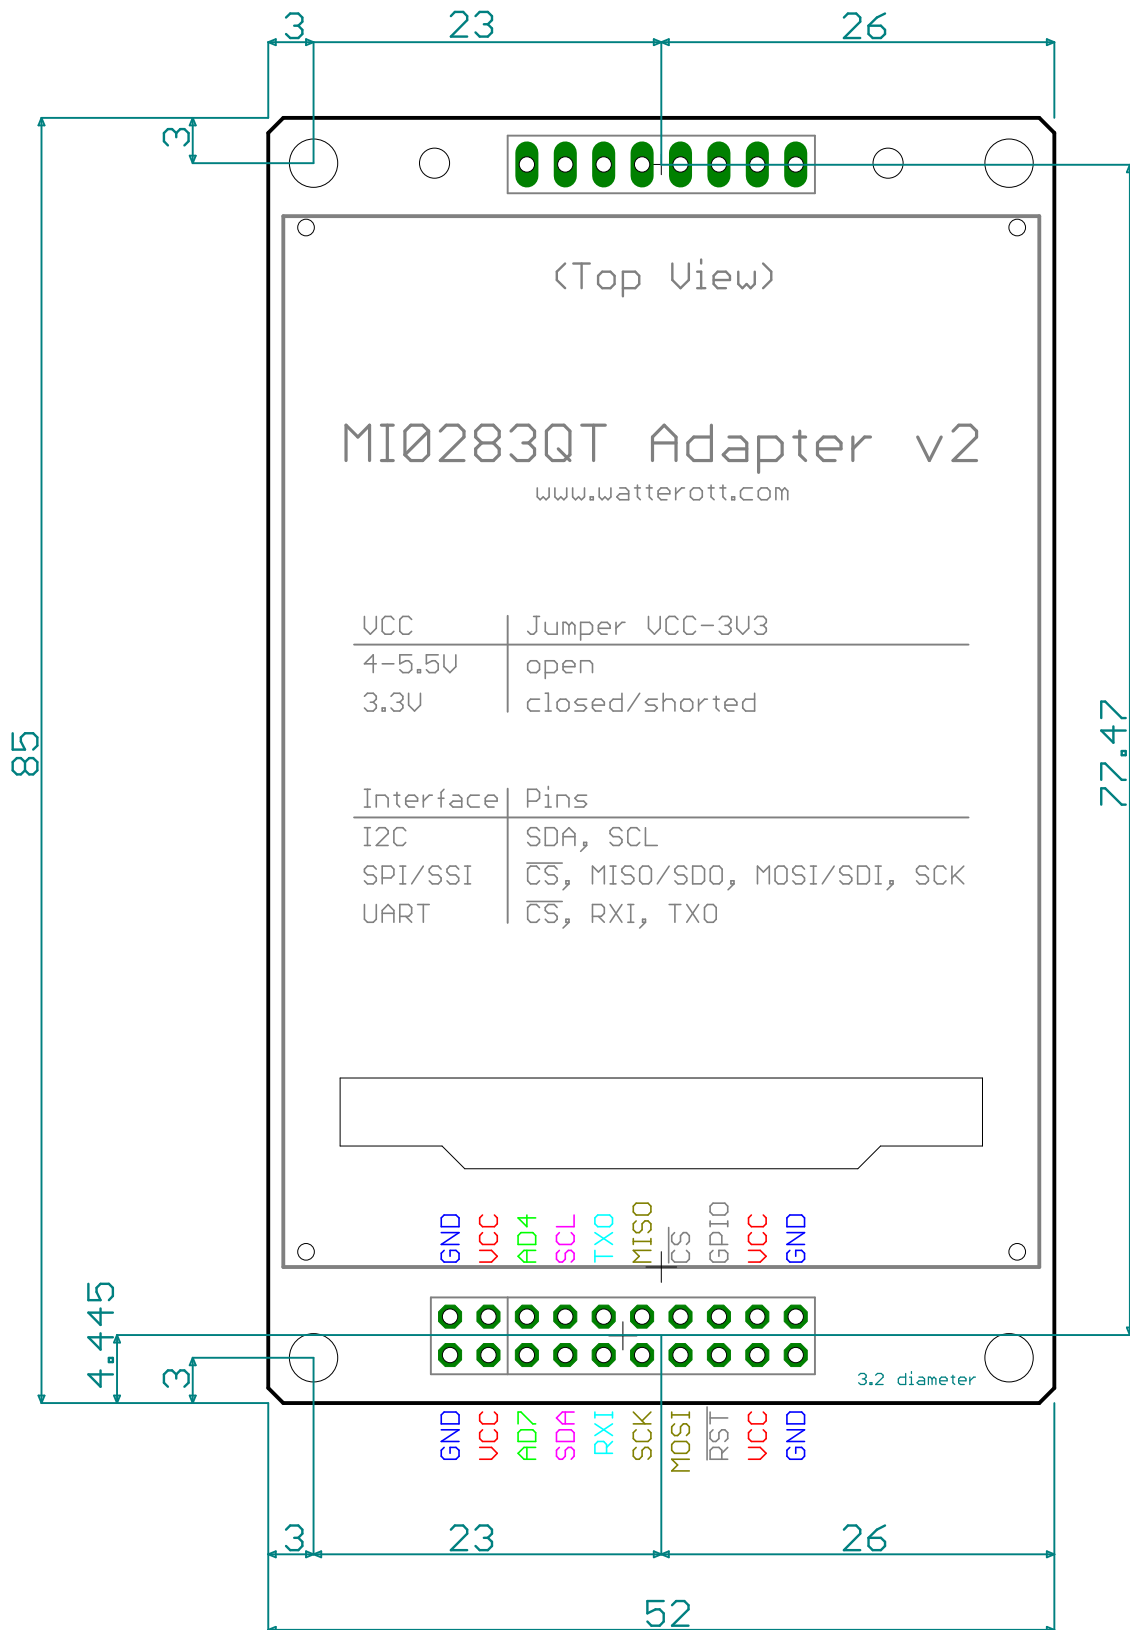 3 23 26
3
(Top View)
MI0283QT Adapter v2
www.watterott.com
VCC Jumper VCC-3V3
4-5.5V open
3.3V closed/shorted
85
77.47
Interface Pins
I2C SDA, SCL
SPI/SSI CS, MISO/SDO, MOSI/SDI, SCK
UART CS, RXI, TXO
GND VCC AD4 SCL TXO MISO CS GPIO VCC GND
4.445
3
3.2 diameter
GND VCC AD7 SDA RXI SCK MOSI RST VCC GND
3 23 26
52